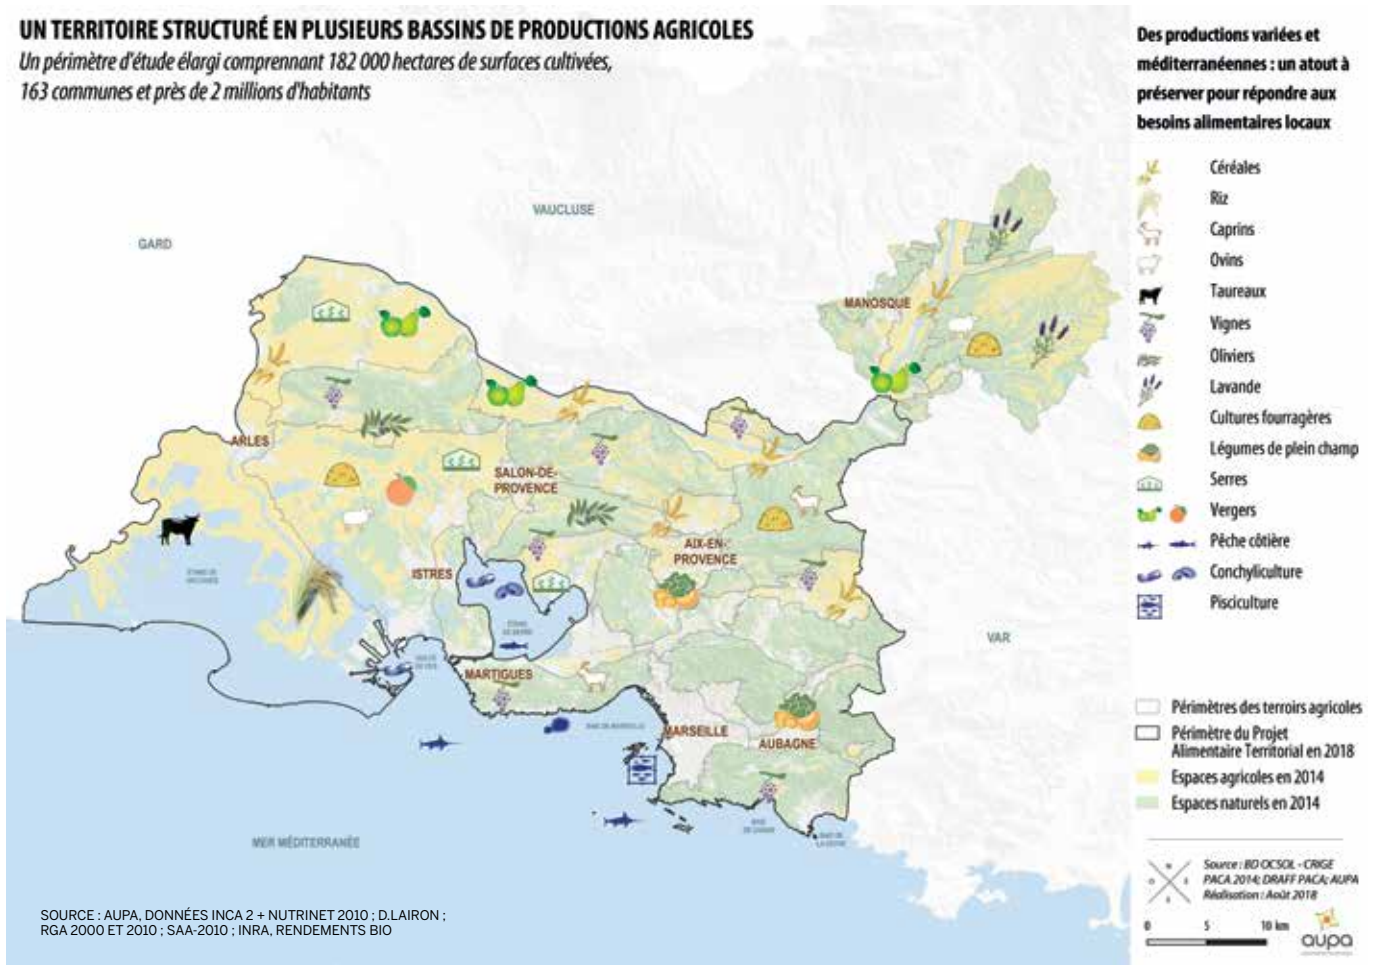 UN TERRITOIRE STRUCTURÉ EN PLUSIEURS BASSINS DE PRODUCTIONS AGRICOLES
Un périmètre d'étude élargi comprennant 182 000 hectares de surfaces cultivées,
163 communes et près de 2 millions d'habitants
VAUCLUSE
GARD
MANOSQUE
ARLES
SALON-DE-
PROVENCE
AIX-EN-
PROVENCE
ISTRES
ÉTANG
DE BERRE
MARTIGUES
VAR
MARSEILLE
AUBAGNE
MER MÉDITERRANÉE
SOURCE : AUPA, DONNÉES INCA 2 + NUTRINET 2010 ; D.LAIRON ;
RGA 2000 ET 2010 ; SAA-2010 ; INRA, RENDEMENTS BIO
Des productions variées et
méditerranéennes : un atout à
préserver pour répondre aux
besoins alimentaires locaux
Céréales
Riz
Caprins
Ovins
Taureaux
Vignes
Oliviers
Lavande
Cultures fourragères
Légumes de plein champ
Serres
Vergers
Pêche côtière
Conchyliculture
Pisciculture
Périmètres des terroirs agricoles
Périmètre du Projet
Alimentaire Territorial en 2018
Espaces agricoles en 2014
Espaces naturels en 2014
Source : BD OCSOL - CRIGE
PACA 2014; DRAFF PACA; AUPA
Réalisation : Août 2018
0 5 10 km
aupa